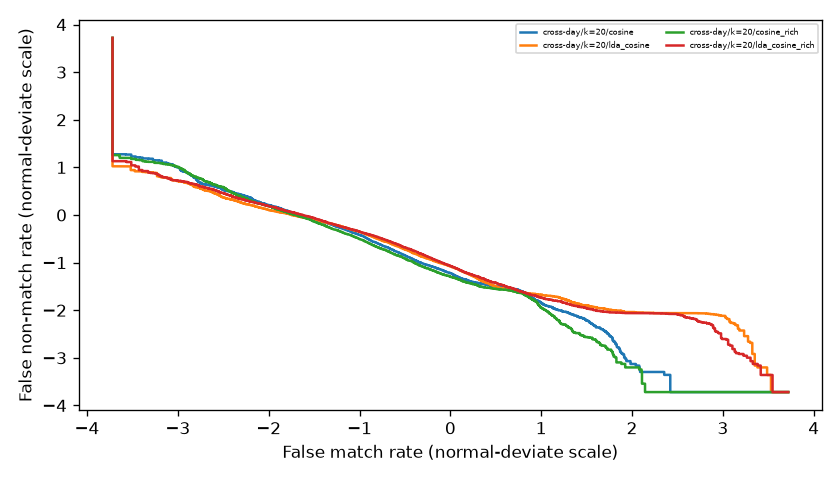 cross-day/k=20/cosine
cross-day/k=20/lda_cosine
cross-day/k=20/cosine_rich
cross-day/k=20/lda_cosine_rich
False non-match rate (normal-deviate scale)
4
3
2
1
0
−1
−2
−3
−4
−4 −3 −2 −1 0 1 2 3 4
False match rate (normal-deviate scale)